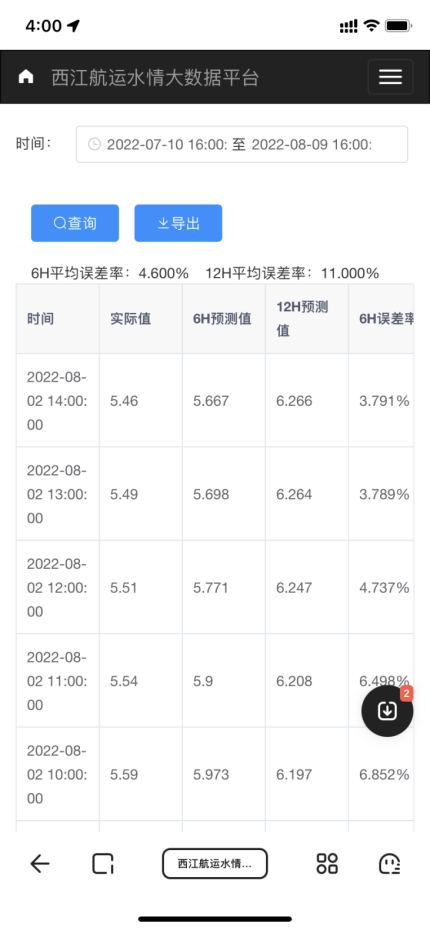 4:00
西江航运水情大数据平台
时间：
2022-07-10 16:00: 至 2022-08-09 16:00:
查询 导出
6H平均误差率：4.600% 12H平均误差率：11.000%
时间 实际值 6H预测值 12H预测值 6H误差率
2022-08-02 14:00:00 5.46 5.667 6.266 3.791%
2022-08-02 13:00:00 5.49 5.698 6.264 3.789%
2022-08-02 12:00:00 5.51 5.771 6.247 4.737%
2022-08-02 11:00:00 5.54 5.9 6.208 6.498%
2
2022-08-02 10:00:00 5.59 5.973 6.197 6.852%
西江航运水情...